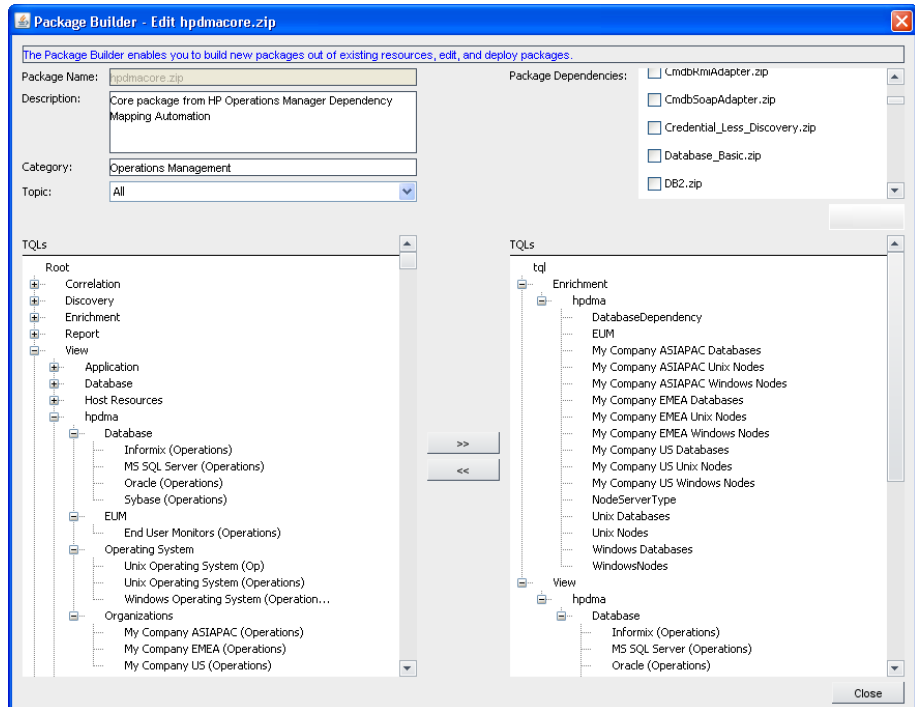 Package Builder - Edit hpdmacore.zip
The Package Builder enables you to build new packages out of existing resources, edit, and deploy packages.
Package Name: hpdmacore.zip
Description: Core package from HP Operations Manager Dependency
Mapping Automation
Category: Operations Management
Topic: All
Package Dependencies:
CmdbRmiAdapter.zip
CmdbSoapAdapter.zip
Credential_Less_Discovery.zip
Database_Basic.zip
DB2.zip
TQLs
Root
Correlation
Discovery
Enrichment
Report
View
Application
Database
Host Resources
hpdma
Database
Informix (Operations)
MS SQL Server (Operations)
Oracle (Operations)
Sybase (Operations)
EUM
End User Monitors (Operations)
Operating System
Unix Operating System (Op)
Unix Operating System (Operations)
Windows Operating System (Operation...
Organizations
My Company ASIAPAC (Operations)
My Company EMEA (Operations)
My Company US (Operations)
>>
<<
TQLs
tql
Enrichment
hpdma
DatabaseDependency
EUM
My Company ASIAPAC Databases
My Company ASIAPAC Unix Nodes
My Company ASIAPAC Windows Nodes
My Company EMEA Databases
My Company EMEA Unix Nodes
My Company EMEA Windows Nodes
My Company US Databases
My Company US Unix Nodes
My Company US Windows Nodes
NodeServerType
Unix Databases
Unix Nodes
Windows Databases
WindowsNodes
View
hpdma
Database
Informix (Operations)
MS SQL Server (Operations)
Oracle (Operations)
Close